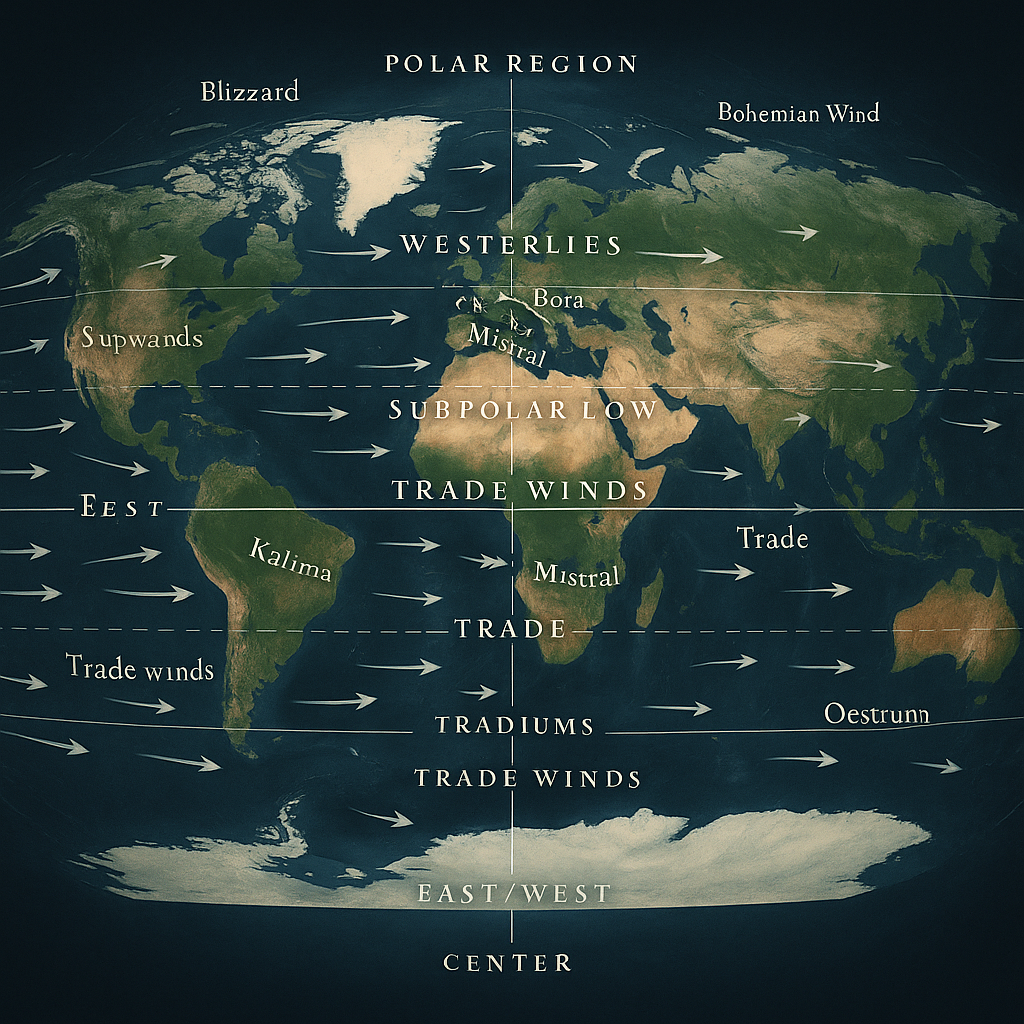 POLAR REGION
Blizzard
Bohemian Wind
WESTERLIES
Bora
Supwands
Mistral
SUBPOLAR LOW
TRADE WINDS
EEST
Trade
Kalima
Mistral
TRADE
Trade winds
Oestrunn
TRADIUMS
TRADE WINDS
EAST/WEST
CENTER